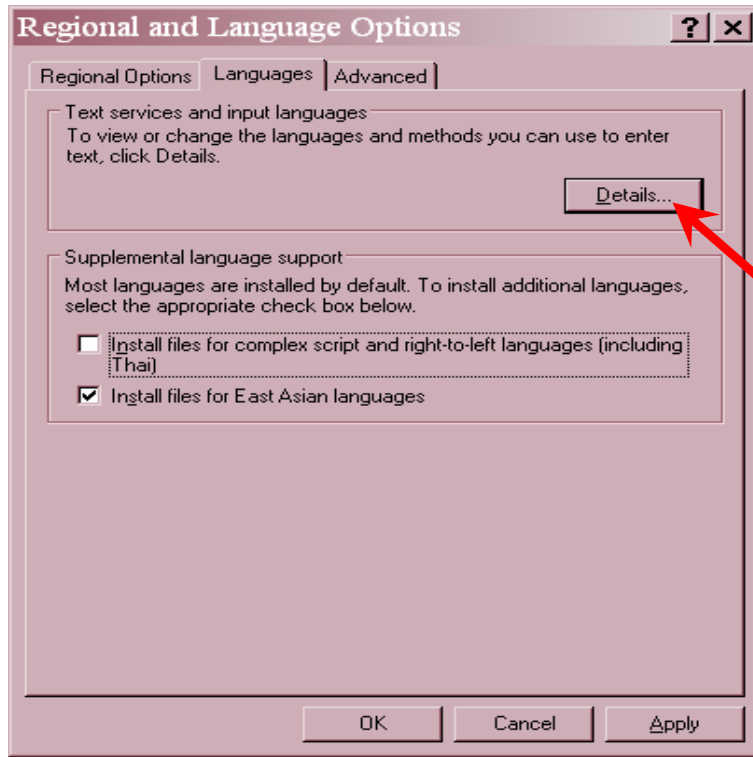 Regional and Language Options
Regional Options Languages Advanced
Text services and input languages
To view or change the languages and methods you can use to enter
text, click Details.
Details...
Supplemental language support
Most languages are installed by default. To install additional languages,
select the appropriate check box below.
Install files for complex script and right-to-left languages (including
Thai)
Install files for East Asian languages
OK Cancel Apply